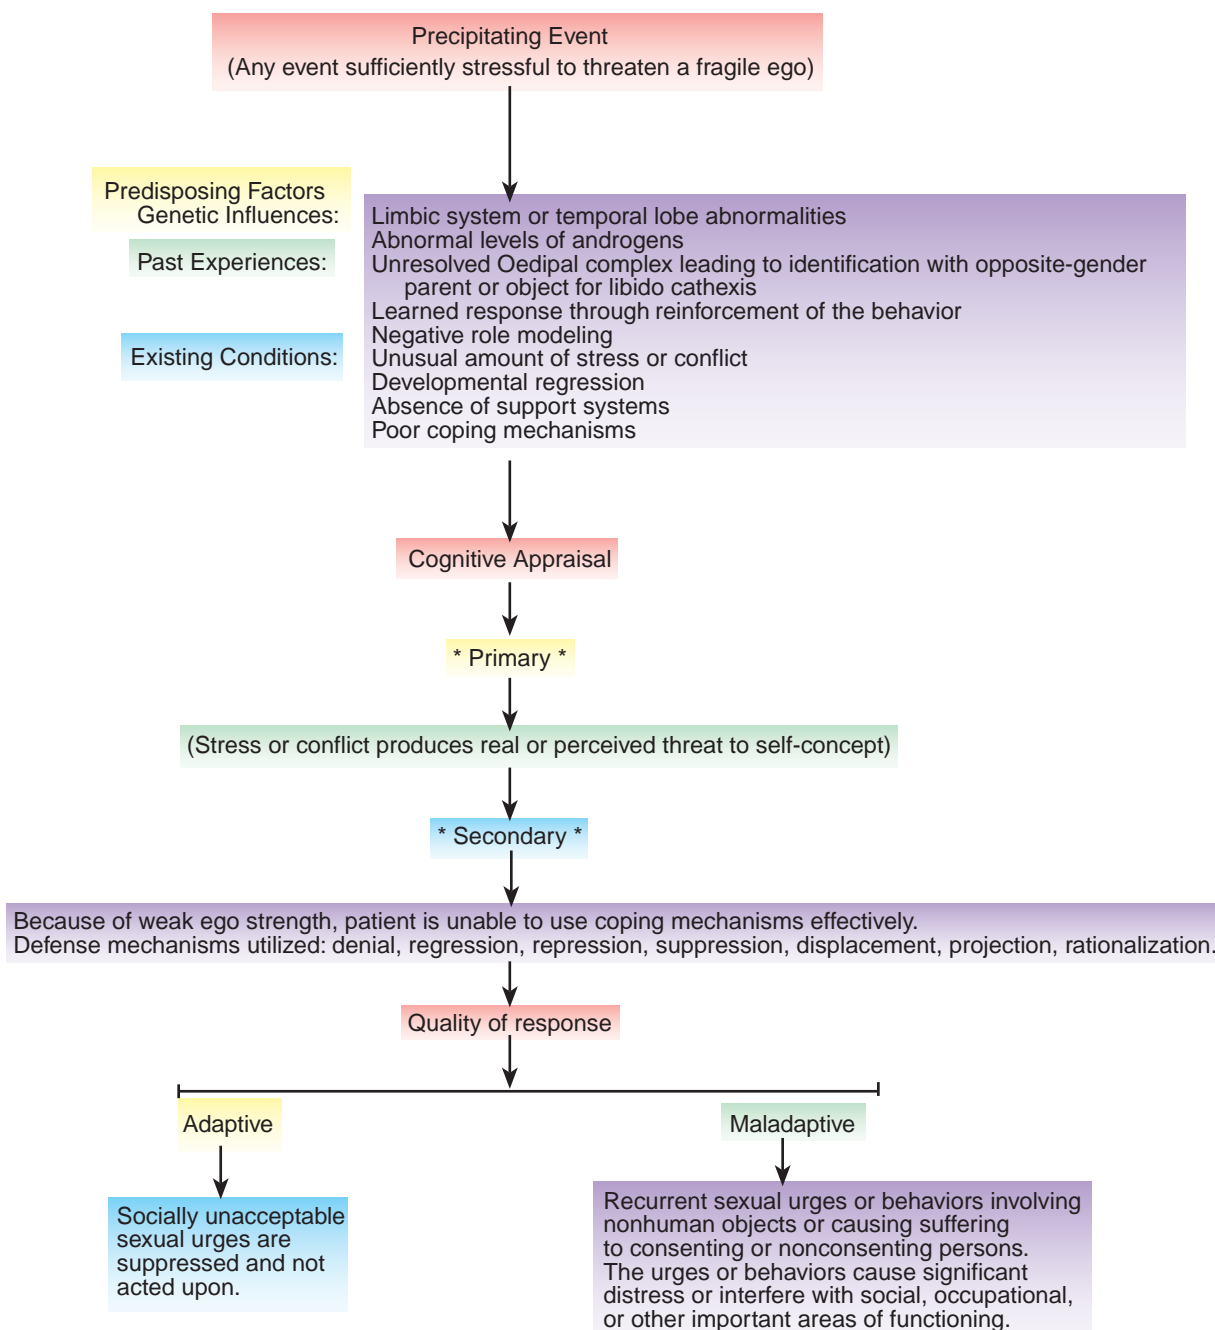 Precipitating Event
(Any event sufficiently stressful to threaten a fragile ego)
Predisposing Factors
Genetic Influences:
Limbic system or temporal lobe abnormalities
Abnormal levels of androgens
Past Experiences:
Unresolved Oedipal complex leading to identification with opposite-gender
parent or object for libido cathexis
Learned response through reinforcement of the behavior
Negative role modeling
Existing Conditions:
Unusual amount of stress or conflict
Developmental regression
Absence of support systems
Poor coping mechanisms
Cognitive Appraisal
* Primary *
(Stress or conflict produces real or perceived threat to self-concept)
* Secondary *
Because of weak ego strength, patient is unable to use coping mechanisms effectively.
Defense mechanisms utilized: denial, regression, repression, suppression, displacement, projection, rationalization.
Quality of response
Adaptive
Socially unacceptable
sexual urges are
suppressed and not
acted upon.
Maladaptive
Recurrent sexual urges or behaviors involving
nonhuman objects or causing suffering
to consenting or nonconsenting persons.
The urges or behaviors cause significant
distress or interfere with social, occupational,
or other important areas of functioning.